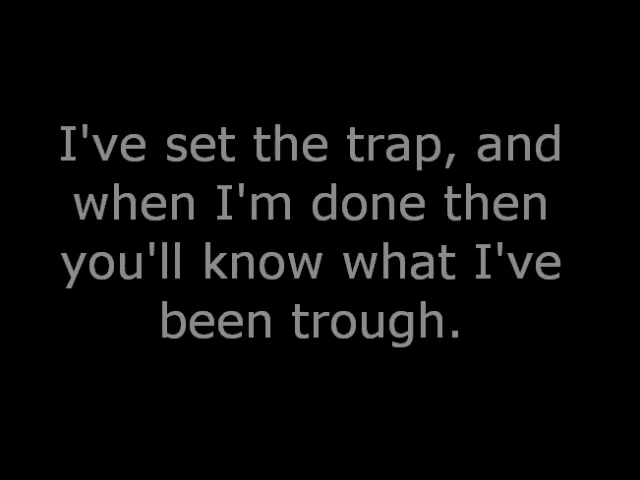 I've set the trap, and
when I'm done then
you'll know what I've
been trough.